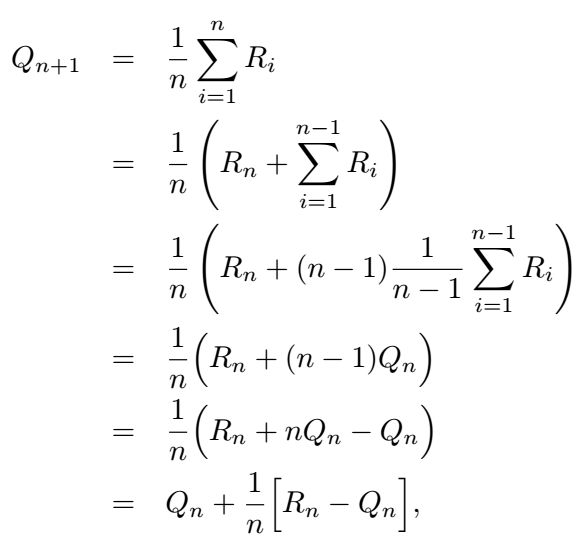 Q_{n+1} = \frac{1}{n} \sum_{i=1}^{n} R_i
= \frac{1}{n} \left( R_n + \sum_{i=1}^{n-1} R_i \right)
= \frac{1}{n} \left( R_n + (n-1) \frac{1}{n-1} \sum_{i=1}^{n-1} R_i \right)
= \frac{1}{n} \Big( R_n + (n-1) Q_n \Big)
= \frac{1}{n} \Big( R_n + n Q_n - Q_n \Big)
= Q_n + \frac{1}{n} \Big[ R_n - Q_n \Big],